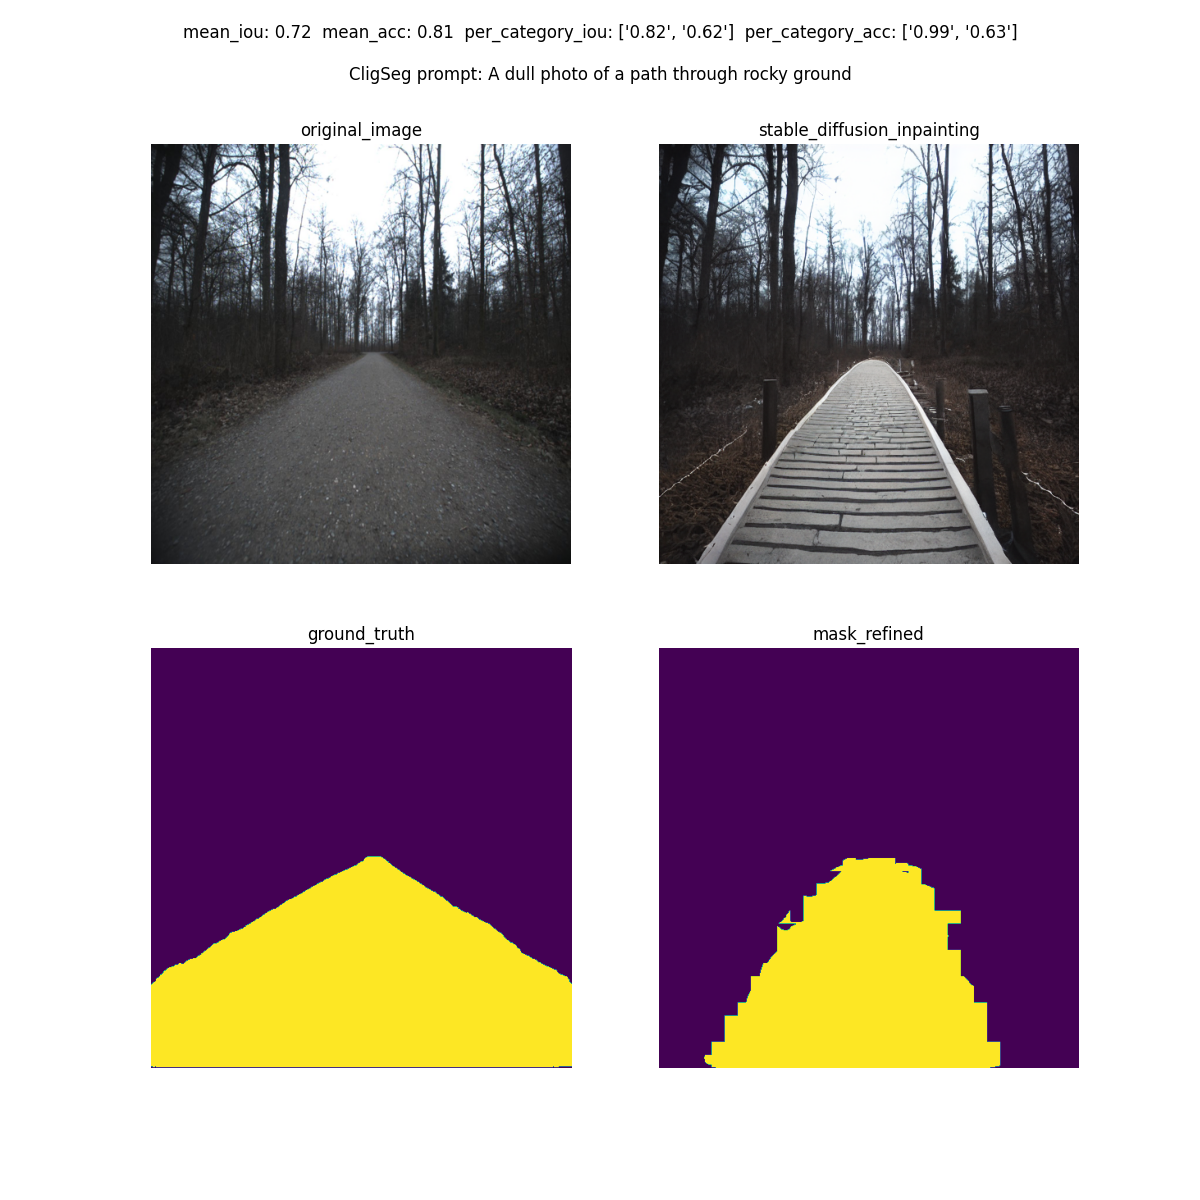 mean_iou: 0.72  mean_acc: 0.81  per_category_iou: ['0.82', '0.62']  per_category_acc: ['0.99', '0.63']
CligSeg prompt: A dull photo of a path through rocky ground
original_image
stable_diffusion_inpainting
ground_truth
mask_refined